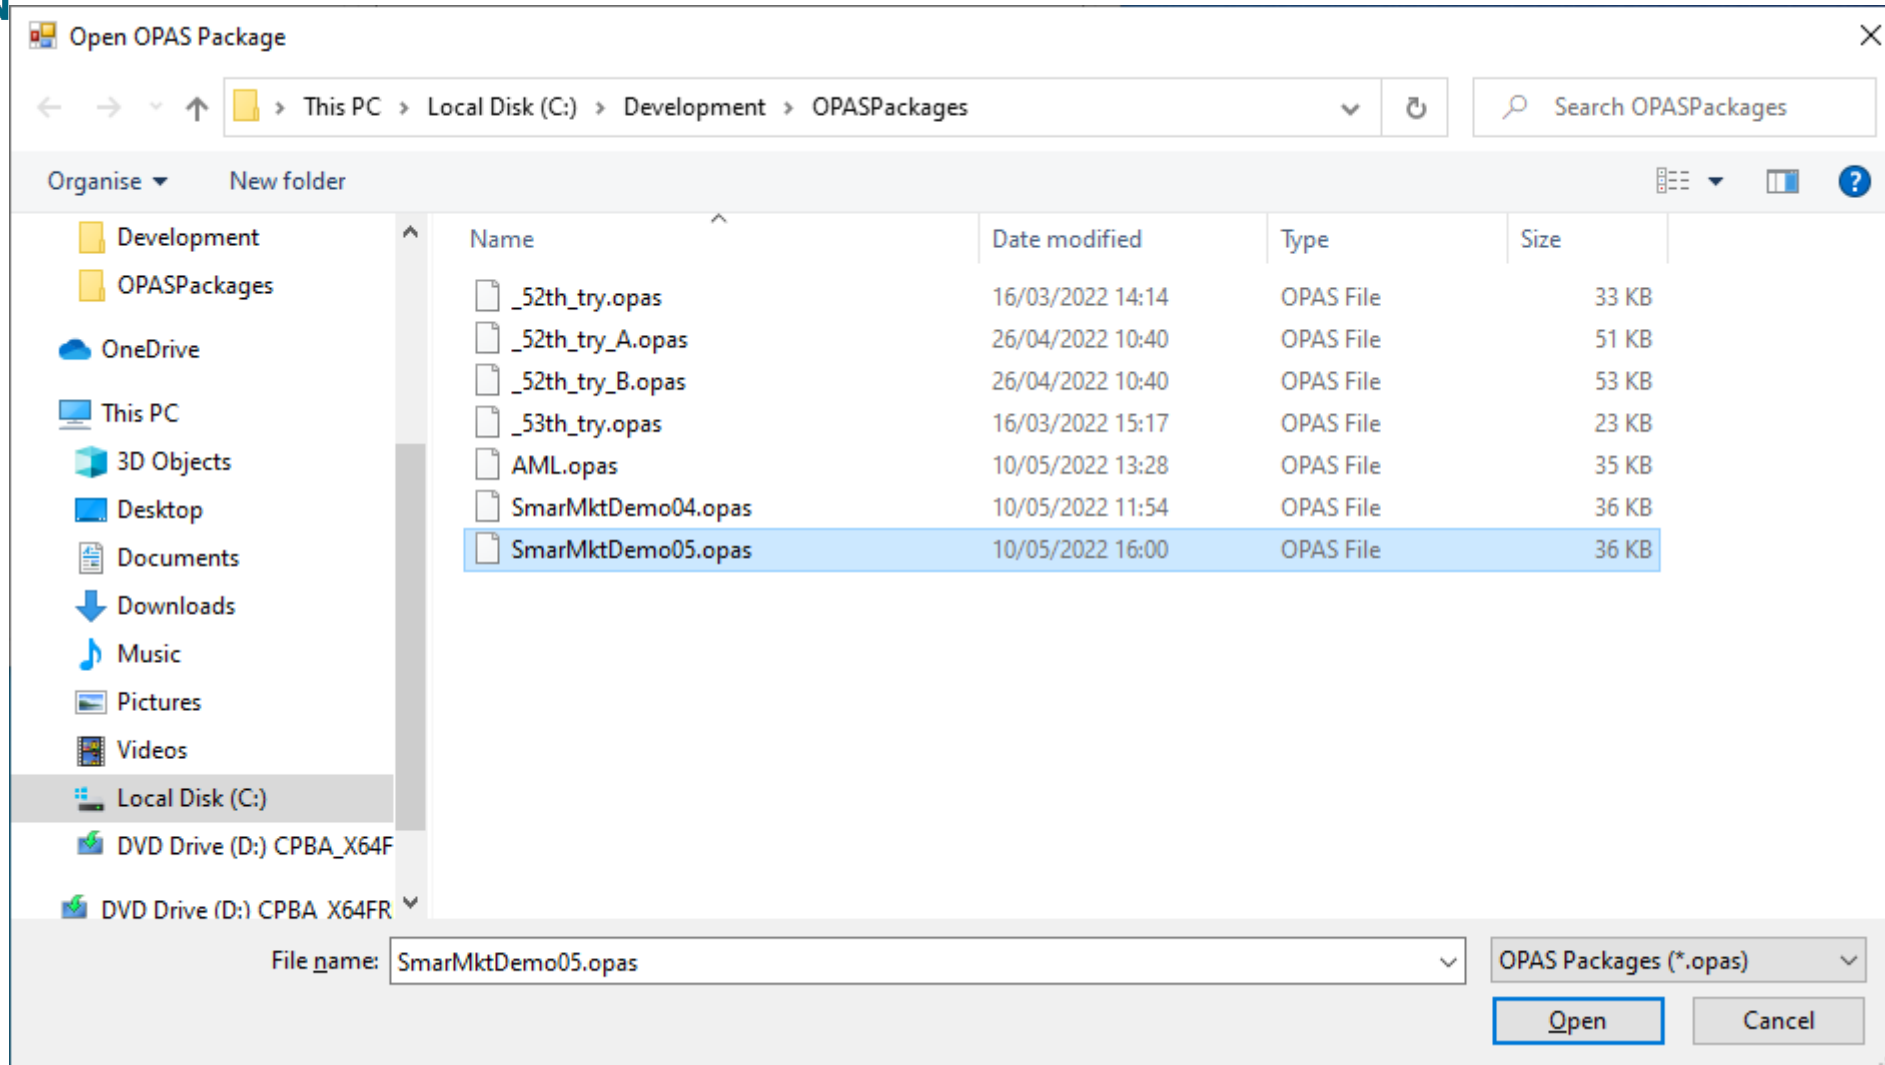 N
Open OPAS Package
This PC > Local Disk (C:) > Development > OPASPackages
Search OPASPackages
Organise
New folder
Development
OPASPackages
OneDrive
This PC
3D Objects
Desktop
Documents
Downloads
Music
Pictures
Videos
Local Disk (C:)
DVD Drive (D:) CPBA_X64F
DVD Drive (D:) CPBA_X64FR
Name Date modified Type Size
_52th_try.opas 16/03/2022 14:14 OPAS File 33 KB
_52th_try_A.opas 26/04/2022 10:40 OPAS File 51 KB
_52th_try_B.opas 26/04/2022 10:40 OPAS File 53 KB
_53th_try.opas 16/03/2022 15:17 OPAS File 23 KB
AML.opas 10/05/2022 13:28 OPAS File 35 KB
SmarMktDemo04.opas 10/05/2022 11:54 OPAS File 36 KB
SmarMktDemo05.opas 10/05/2022 16:00 OPAS File 36 KB
File name: SmarMktDemo05.opas
OPAS Packages (*.opas)
Open
Cancel